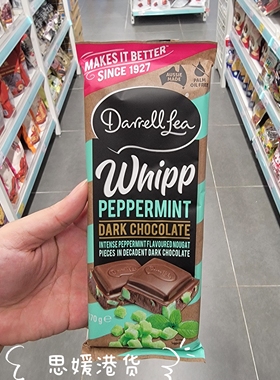 MAKES IT BETTER
SINCE 1927
AUSSIE
MADE
PALM
OIL FREE
Darrell Lea
Whipp
PEPPERMINT
DARK CHOCOLATE
INTENSE PEPPERMINT FLAVOURED NOUGAT
PIECES IN DECADENT DARK CHOCOLATE
170g
思媛港货